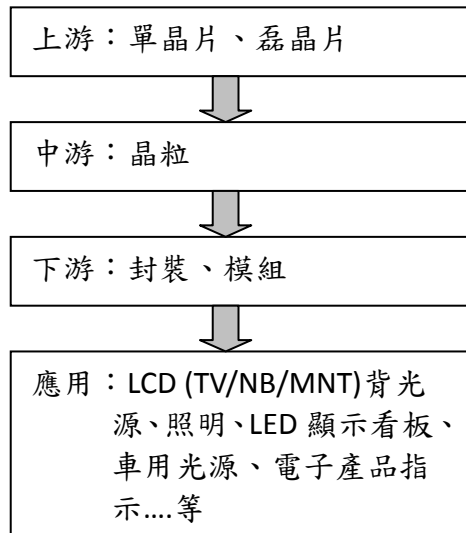 上游：單晶片、磊晶片
中游：晶粒
下游：封裝、模組
應用：LCD (TV/NB/MNT)背光
源、照明、LED 顯示看板、
車用光源、電子產品指
示....等